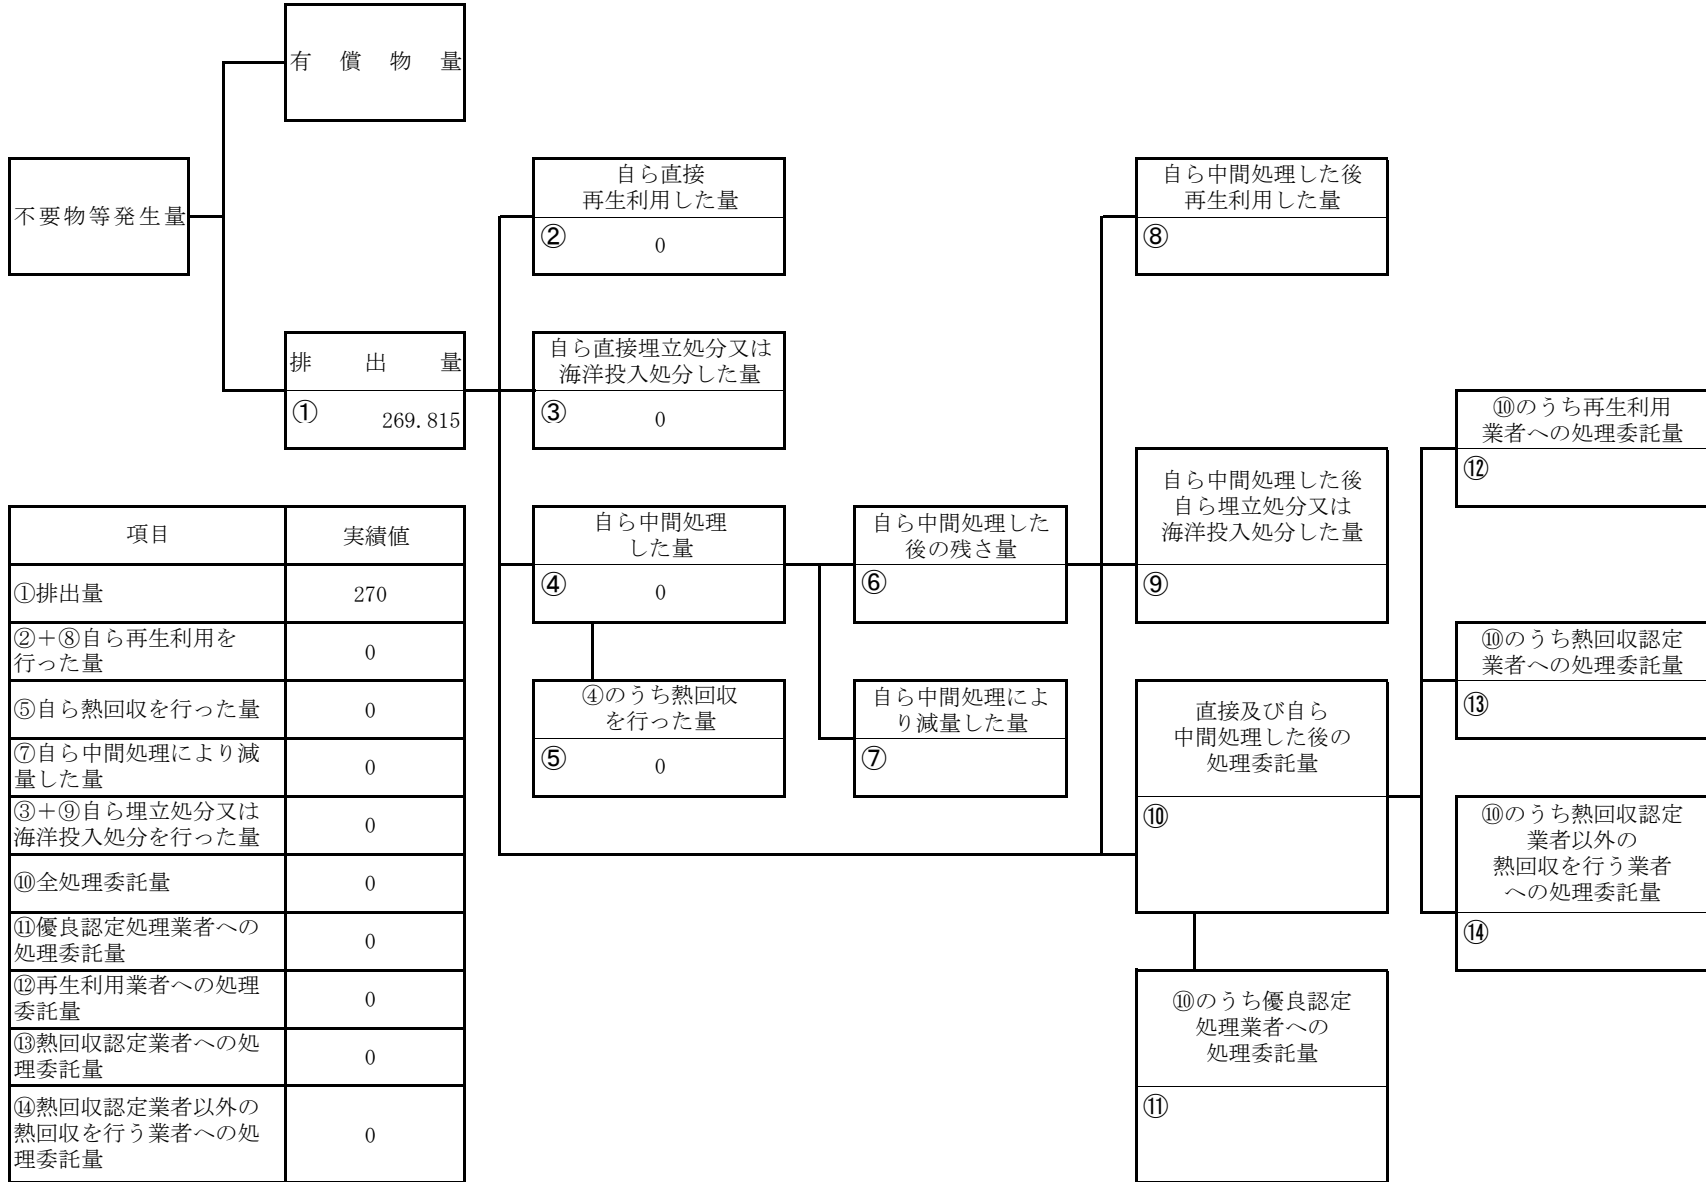 有償物量
不要物等発生量
排出量
① 269.815
自ら直接
再生利用した量
② 0
自ら直接埋立処分又は
海洋投入処分した量
③ 0
自ら中間処理
した量
④ 0
④のうち熱回収
を行った量
⑤ 0
自ら中間処理した
後の残さ量
⑥
自ら中間処理によ
り減量した量
⑦
自ら中間処理した後
再生利用した量
⑧
自ら中間処理した後
自ら埋立処分又は
海洋投入処分した量
⑨
直接及び自ら
中間処理した後の
処理委託量
⑩
⑩のうち優良認定
処理業者への
処理委託量
⑪
⑩のうち再生利用
業者への処理委託量
⑫
⑩のうち熱回収認定
業者への処理委託量
⑬
⑩のうち熱回収認定
業者以外の
熱回収を行う業者
への処理委託量
⑭
項目 実績値
①排出量 270
②＋⑧自ら再生利用を
行った量 0
⑤自ら熱回収を行った量 0
⑦自ら中間処理により減
量した量 0
③＋⑨自ら埋立処分又は
海洋投入処分を行った量 0
⑩全処理委託量 0
⑪優良認定処理業者への
処理委託量 0
⑫再生利用業者への処理
委託量 0
⑬熱回収認定業者への処
理委託量 0
⑭熱回収認定業者以外の
熱回収を行う業者への処
理委託量 0